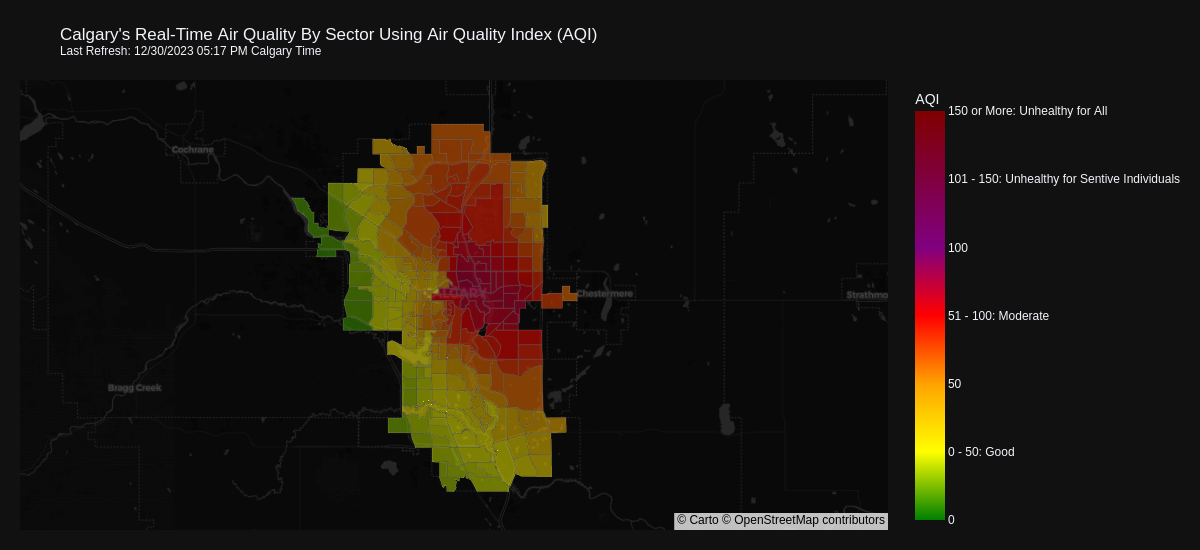 Calgary's Real-Time Air Quality By Sector Using Air Quality Index (AQI)
Last Refresh: 12/30/2023 05:17 PM Calgary Time
AQI
150 or More: Unhealthy for All
Cochrane
101 - 150: Unhealthy for Sentive Individuals
100
Chestermere
Strathmo
51 - 100: Moderate
50
Bragg Creek
0 - 50: Good
© Carto © OpenStreetMap contributors
0